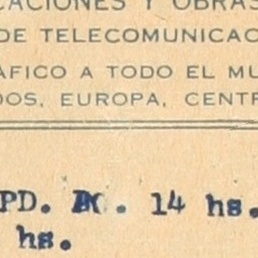 CACIONES Y OBRAS
DE TELECOMUNICAC
AFICO A TODO EL MU
DOS, EUROPA, CENTR
PD. . 14 hs.
hs.